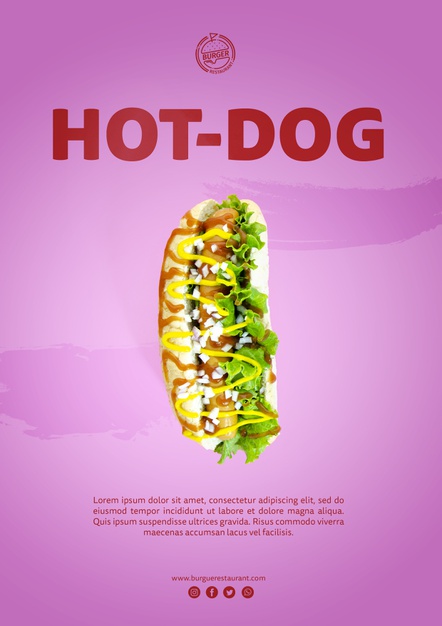 BURGER
RESTAURANT
HOT-DOG
Lorem ipsum dolor sit amet, consectetur adipiscing elit, sed do
eiusmod tempor incididunt ut labore et dolore magna aliqua.
Quis ipsum suspendisse ultrices gravida. Risus commodo viverra
maecenas accumsan lacus vel facilisis.
www.burguerestaurant.com